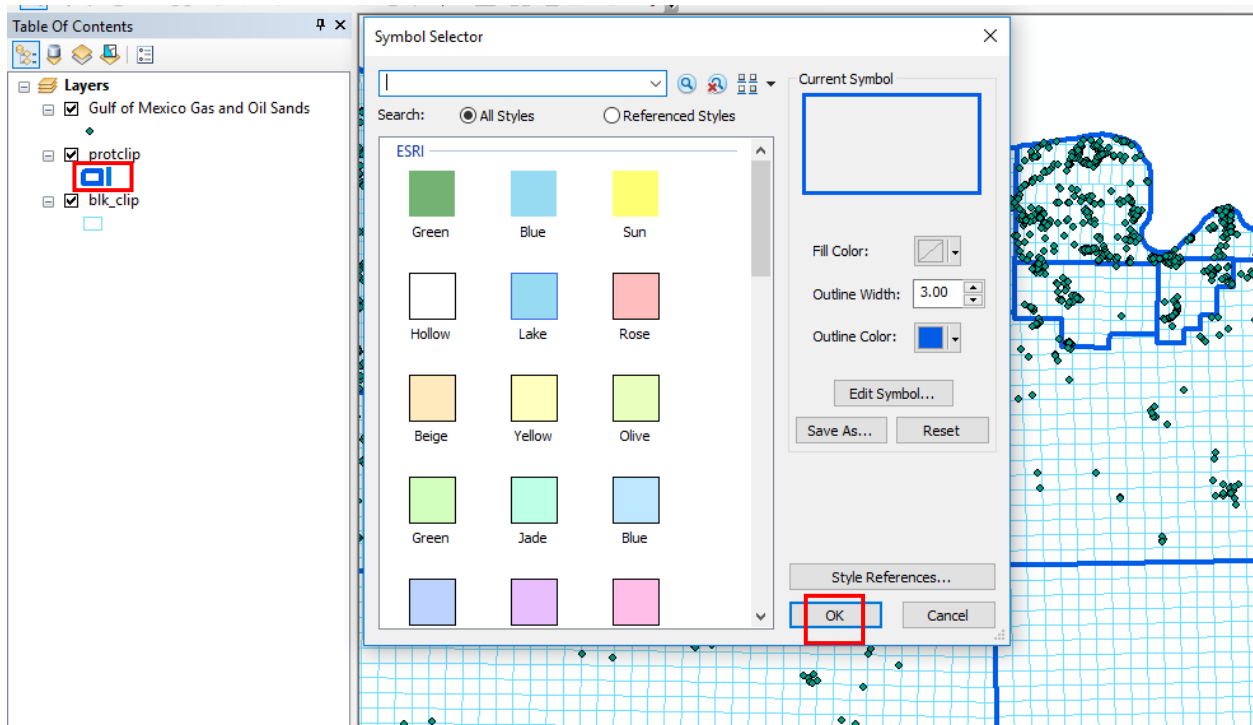 Table Of Contents
Layers
Gulf of Mexico Gas and Oil Sands
protclip
blk_clip
Symbol Selector
Search:
All Styles
Referenced Styles
ESRI
Green
Blue
Sun
Hollow
Lake
Rose
Beige
Yellow
Olive
Green
Jade
Blue
Current Symbol
Fill Color:
Outline Width:
3.00
Outline Color:
Edit Symbol...
Save As...
Reset
Style References...
OK
Cancel